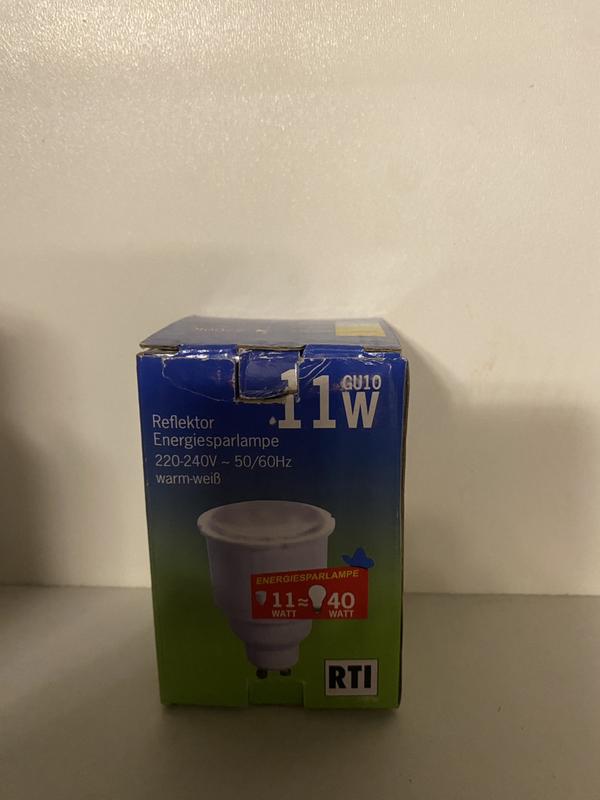 11W
GU10
Reflektor
Energiesparlampe
220-240V ~ 50/60Hz
warm-weiß
ENERGIESPARLAMPE
11 ≈ 40
WATT WATT
RTI